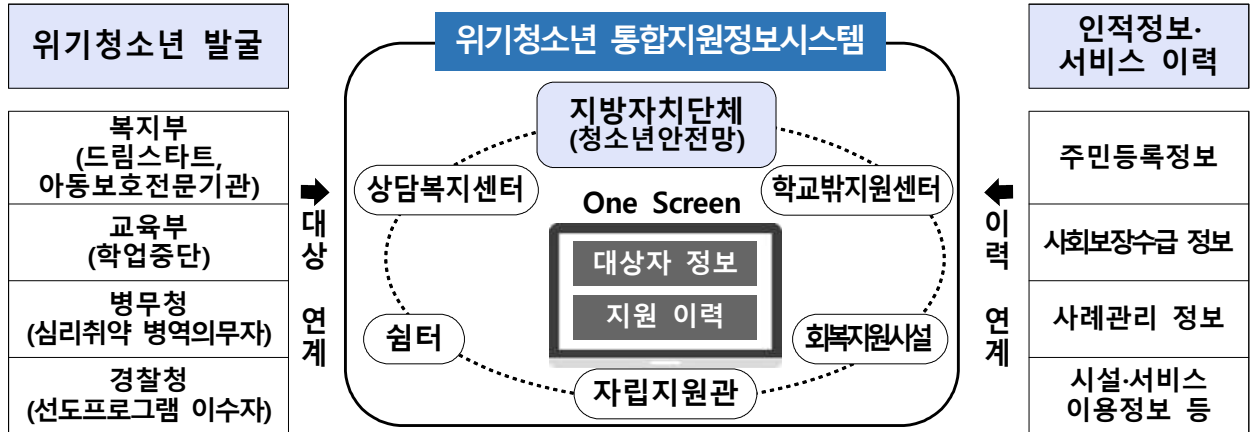 위기청소년 발굴
복지부
(드림스타트,
아동보호전문기관)
교육부
(학업중단)
병무청
(심리취약 병역의무자)
경찰청
(선도프로그램 이수자)
대상 연계
위기청소년 통합지원정보시스템
지방자치단체
(청소년안전망)
상담복지센터
학교밖지원센터
One Screen
대상자 정보
지원 이력
쉼터
회복지원시설
자립지원관
이력 연계
인적정보·
서비스 이력
주민등록정보
사회보장수급 정보
사례관리 정보
시설·서비스
이용정보 등